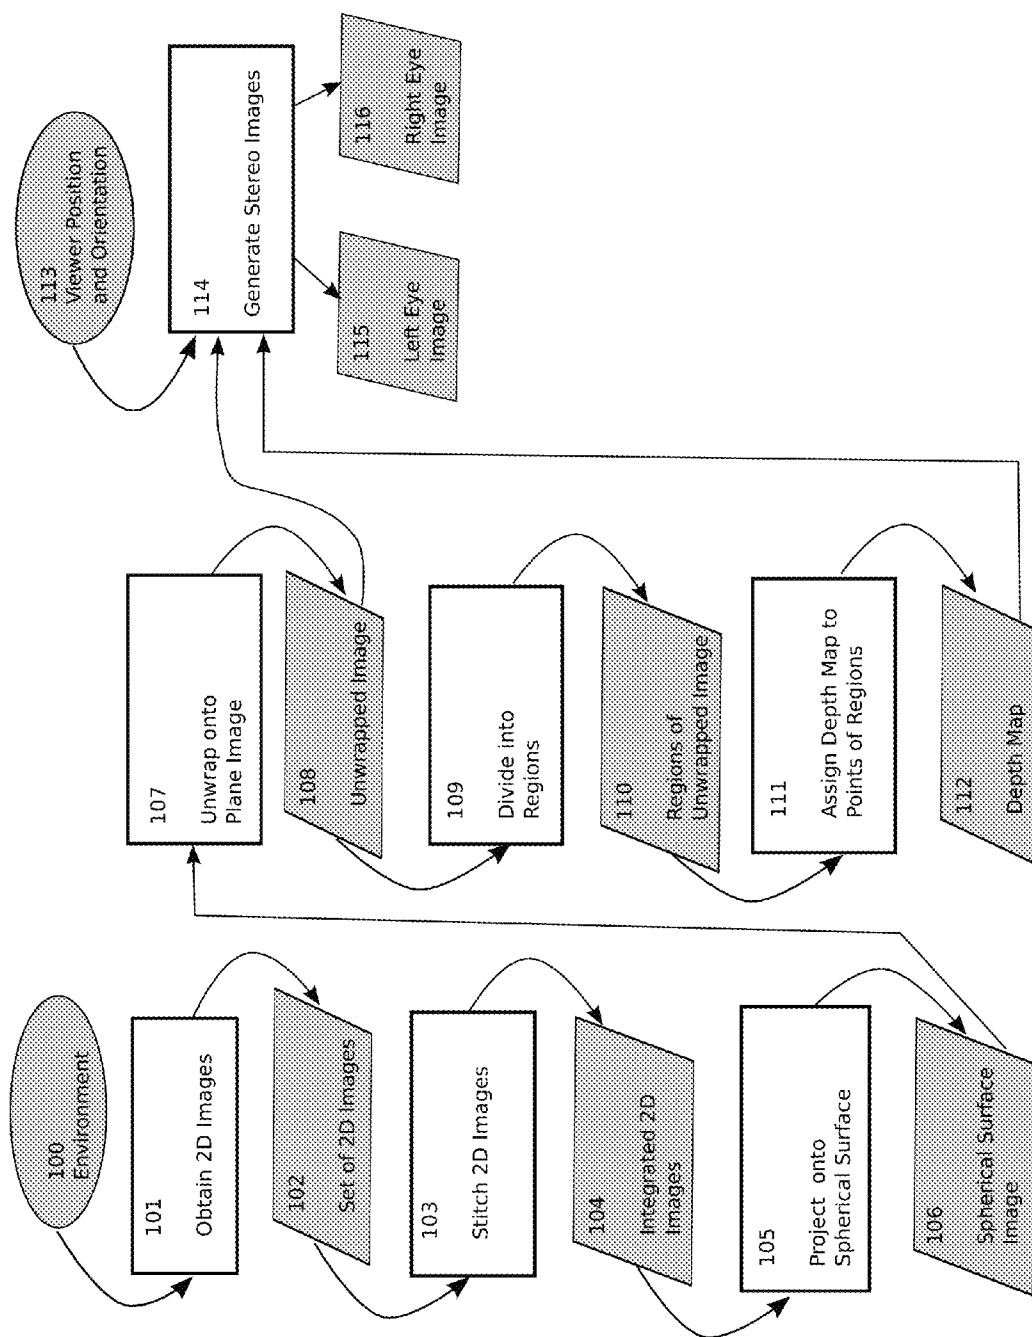 100
Environment
101
Obtain 2D Images
102
Set of 2D Images
103
Stitch 2D Images
104
Integrated 2D
Images
105
Project onto
Spherical Surface
106
Spherical Surface
Image
107
Unwrap onto
Plane Image
108
Unwrapped Image
109
Divide into
Regions
110
Regions of
Unwrapped Image
111
Assign Depth Map to
Points of Regions
112
Depth Map
113
Viewer Position
and Orientation
114
Generate Stereo Images
115
Left Eye
Image
116
Right Eye
Image